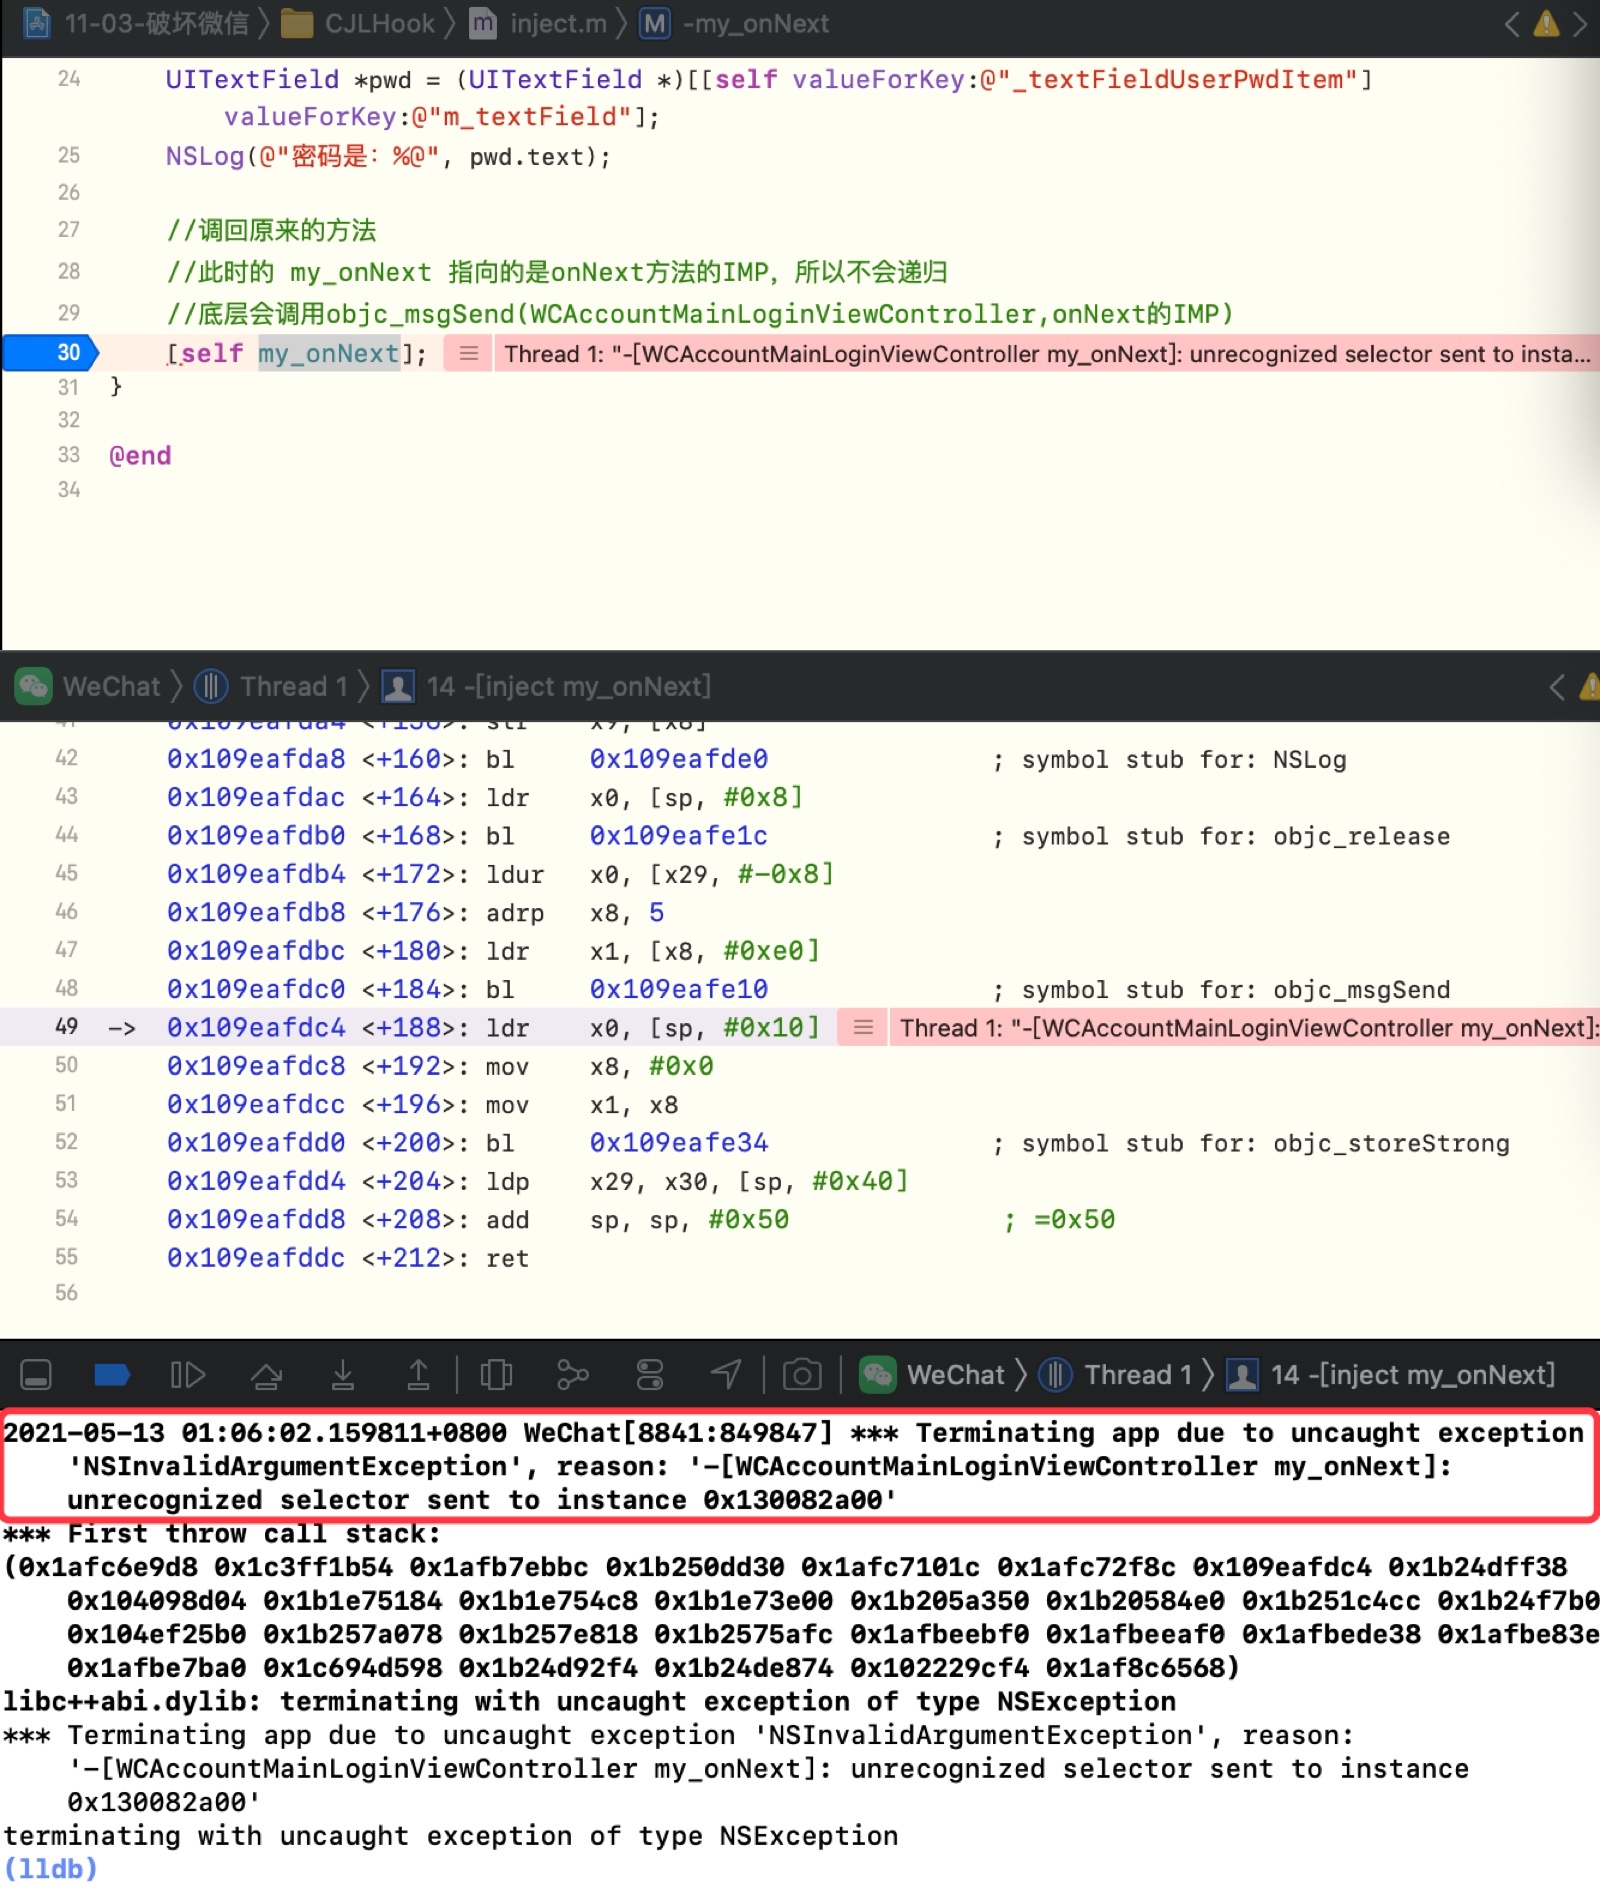 11-03-破坏微信 〉 CJLHook 〉 m inject.m 〉 M -my_onNext
24 UITextField *pwd = (UITextField *)[[self valueForKey:@"_textFieldUserPwdItem"]
valueForKey:@"m_textField"];
25 NSLog(@"密码是：%@", pwd.text);
26
27 //调回原来的方法
28 //此时的 my_onNext 指向的是onNext方法的IMP，所以不会递归
29 //底层会调用objc_msgSend(WCAccountMainLoginViewController,onNext的IMP)
30 [self my_onNext]; Thread 1: "-[WCAccountMainLoginViewController my_onNext]: unrecognized selector sent to insta...
31 }
32
33 @end
34
WeChat 〉 Thread 1 〉 14 -[inject my_onNext]
41 0x109eafda4 <+156>: str x9, [x8]
42 0x109eafda8 <+160>: bl 0x109eafde0 ; symbol stub for: NSLog
43 0x109eafdac <+164>: ldr x0, [sp, #0x8]
44 0x109eafdb0 <+168>: bl 0x109eafe1c ; symbol stub for: objc_release
45 0x109eafdb4 <+172>: ldur x0, [x29, #-0x8]
46 0x109eafdb8 <+176>: adrp x8, 5
47 0x109eafdbc <+180>: ldr x1, [x8, #0xe0]
48 0x109eafdc0 <+184>: bl 0x109eafe10 ; symbol stub for: objc_msgSend
49 -> 0x109eafdc4 <+188>: ldr x0, [sp, #0x10] Thread 1: "-[WCAccountMainLoginViewController my_onNext]:
50 0x109eafdc8 <+192>: mov x8, #0x0
51 0x109eafdcc <+196>: mov x1, x8
52 0x109eafdd0 <+200>: bl 0x109eafe34 ; symbol stub for: objc_storeStrong
53 0x109eafdd4 <+204>: ldp x29, x30, [sp, #0x40]
54 0x109eafdd8 <+208>: add sp, sp, #0x50 ; =0x50
55 0x109eafddc <+212>: ret
56
WeChat 〉 Thread 1 〉 14 -[inject my_onNext]
2021-05-13 01:06:02.159811+0800 WeChat[8841:849847] *** Terminating app due to uncaught exception
'NSInvalidArgumentException', reason: '-[WCAccountMainLoginViewController my_onNext]:
unrecognized selector sent to instance 0x130082a00'
*** First throw call stack:
(0x1afc6e9d8 0x1c3ff1b54 0x1afb7ebbc 0x1b250dd30 0x1afc7101c 0x1afc72f8c 0x109eafdc4 0x1b24dff38
0x104098d04 0x1b1e75184 0x1b1e754c8 0x1b1e73e00 0x1b205a350 0x1b20584e0 0x1b251c4cc 0x1b24f7b0
0x104ef25b0 0x1b257a078 0x1b257e818 0x1b2575afc 0x1afbeebf0 0x1afbeeaf0 0x1afbede38 0x1afbe83e
0x1afbe7ba0 0x1c694d598 0x1b24d92f4 0x1b24de874 0x102229cf4 0x1af8c6568)
libc++abi.dylib: terminating with uncaught exception of type NSException
*** Terminating app due to uncaught exception 'NSInvalidArgumentException', reason:
'-[WCAccountMainLoginViewController my_onNext]: unrecognized selector sent to instance
0x130082a00'
terminating with uncaught exception of type NSException
(lldb)